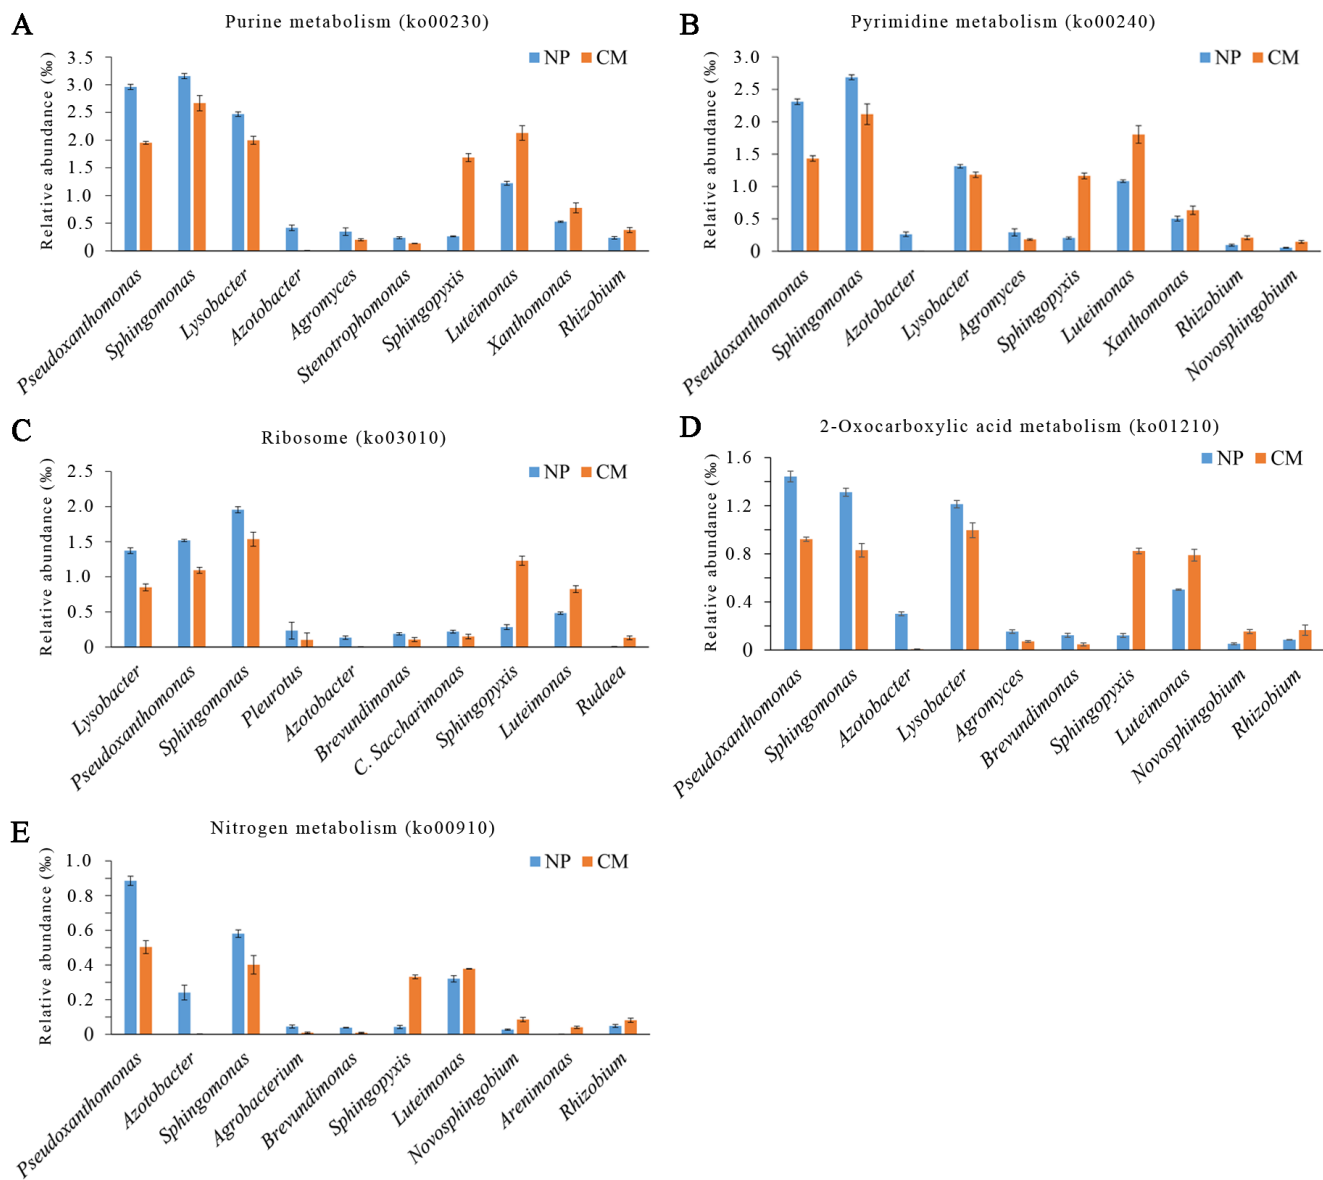 A
Purine metabolism (ko00230)
NP CM
Relative abundance (‰)
3.5
3.0
2.5
2.0
1.5
1.0
0.5
0
Pseudoxanthomonas
Sphingomonas
Lysobacter
Azotobacter
Agromyces
Stenotrophomonas
Sphingopyxis
Luteimonas
Xanthomonas
Rhizobium
B
Pyrimidine metabolism (ko00240)
NP CM
Relative abundance (‰)
3.0
2.5
2.0
1.5
1.0
0.5
0
Pseudoxanthomonas
Sphingomonas
Azotobacter
Lysobacter
Agromyces
Sphingopyxis
Luteimonas
Xanthomonas
Rhizobium
Novosphingobium
C
Ribosome (ko03010)
NP CM
Relative abundance (‰)
2.5
2.0
1.5
1.0
0.5
0
Lysobacter
Pseudoxanthomonas
Sphingomonas
Pleurotus
Azotobacter
Brevundimonas
C. Saccharimonas
Sphingopyxis
Luteimonas
Rudaea
D
2-Oxocarboxylic acid metabolism (ko01210)
NP CM
Relative abundance (‰)
1.6
1.2
0.8
0.4
0
Pseudoxanthomonas
Sphingomonas
Azotobacter
Lysobacter
Agromyces
Brevundimonas
Sphingopyxis
Luteimonas
Novosphingobium
Rhizobium
E
Nitrogen metabolism (ko00910)
NP CM
Relative abundance (‰)
1.0
0.8
0.6
0.4
0.2
0
Pseudoxanthomonas
Azotobacter
Sphingomonas
Agrobacterium
Brevundimonas
Sphingopyxis
Luteimonas
Novosphingobium
Arenimonas
Rhizobium